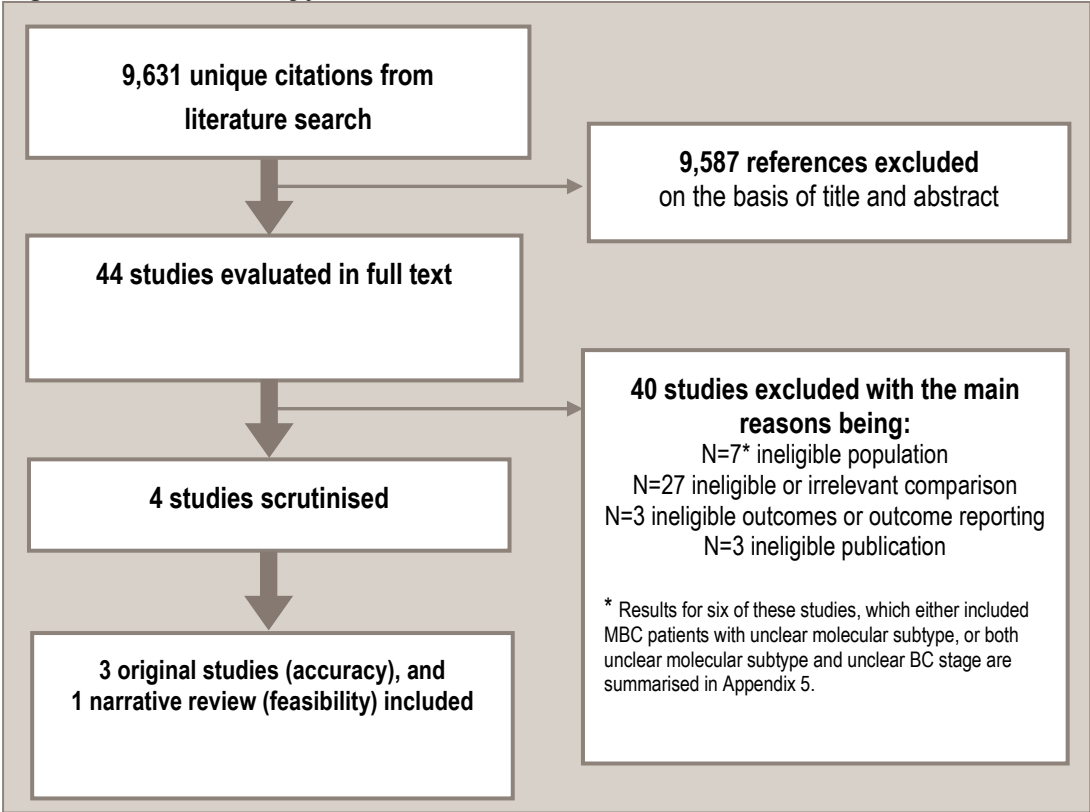 9,631 unique citations from
literature search
9,587 references excluded
on the basis of title and abstract
44 studies evaluated in full text
40 studies excluded with the main
reasons being:
N=7* ineligible population
N=27 ineligible or irrelevant comparison
N=3 ineligible outcomes or outcome reporting
N=3 ineligible publication
* Results for six of these studies, which either included
MBC patients with unclear molecular subtype, or both
unclear molecular subtype and unclear BC stage are
summarised in Appendix 5.
4 studies scrutinised
3 original studies (accuracy), and
1 narrative review (feasibility) included